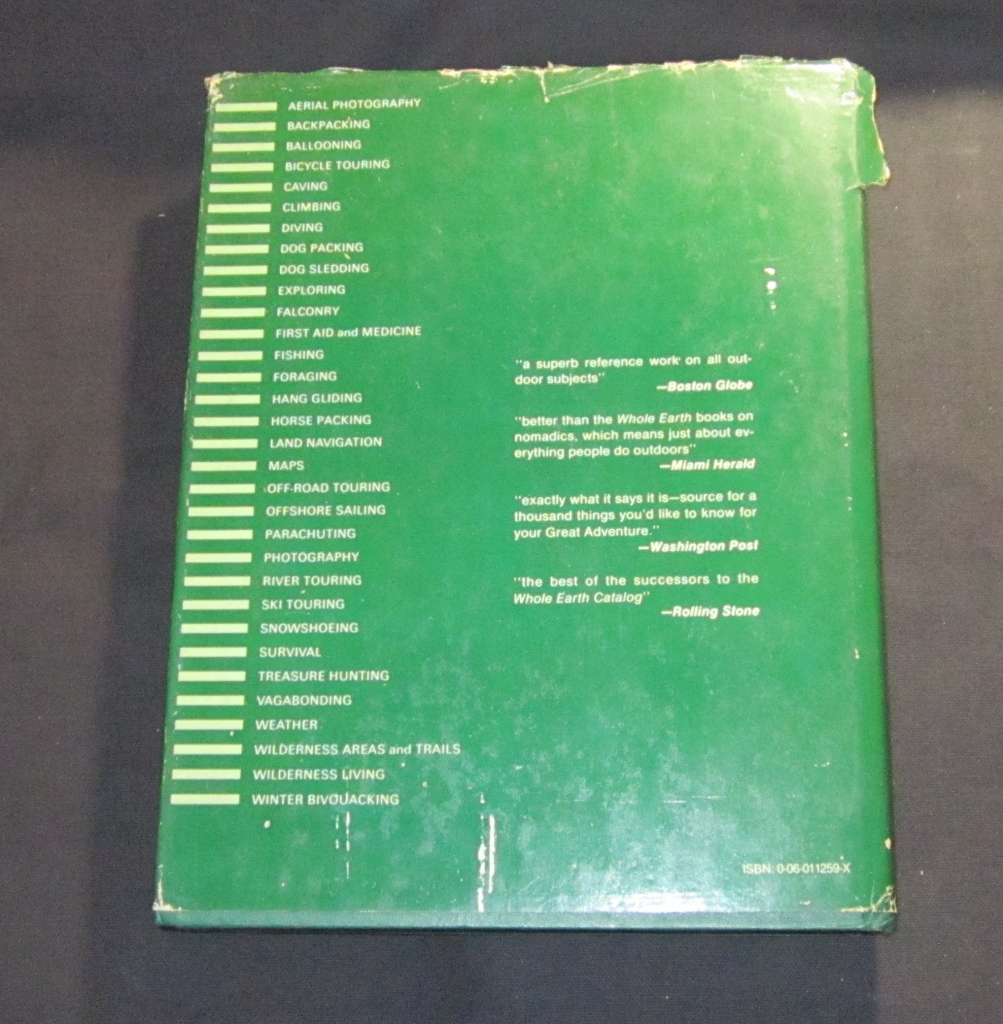 AERIAL PHOTOGRAPHY
BACKPACKING
BALLOONING
BICYCLE TOURING
CAVING
CLIMBING
DIVING
DOG PACKING
DOG SLEDDING
EXPLORING
FALCONRY
FIRST AID and MEDICINE
FISHING
FORAGING
HANG GLIDING
HORSE PACKING
LAND NAVIGATION
MAPS
OFF-ROAD TOURING
OFFSHORE SAILING
PARACHUTING
PHOTOGRAPHY
RIVER TOURING
SKI TOURING
SNOWSHOEING
SURVIVAL
TREASURE HUNTING
VAGABONDING
WEATHER
WILDERNESS AREAS and TRAILS
WILDERNESS LIVING
WINTER BIVOUACKING
"a superb reference work on all out-
door subjects"
—Boston Globe
"better than the Whole Earth books on
nomadics, which means just about ev-
erything people do outdoors"
—Miami Herald
"exactly what it says it is—source for a
thousand things you'd like to know for
your Great Adventure."
—Washington Post
"the best of the successors to the
Whole Earth Catalog"
—Rolling Stone
ISBN: 0-06-011259-X